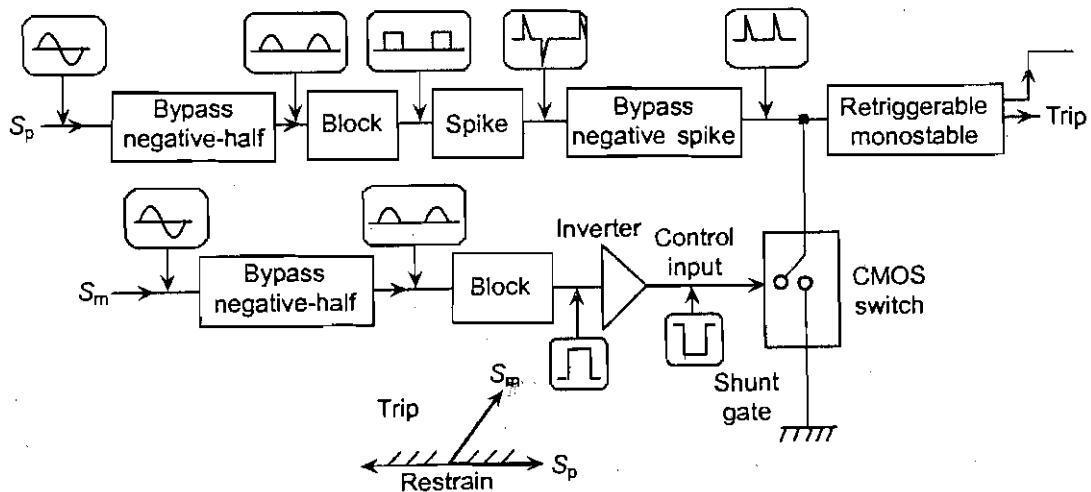 Sp
Bypass
negative-half
Block
Spike
Bypass
negative spike
Retriggerable
monostable
Trip
Sm
Bypass
negative-half
Block
Inverter
Control
input
CMOS
switch
Shunt
gate
Sm
Trip
Sp
Restrain